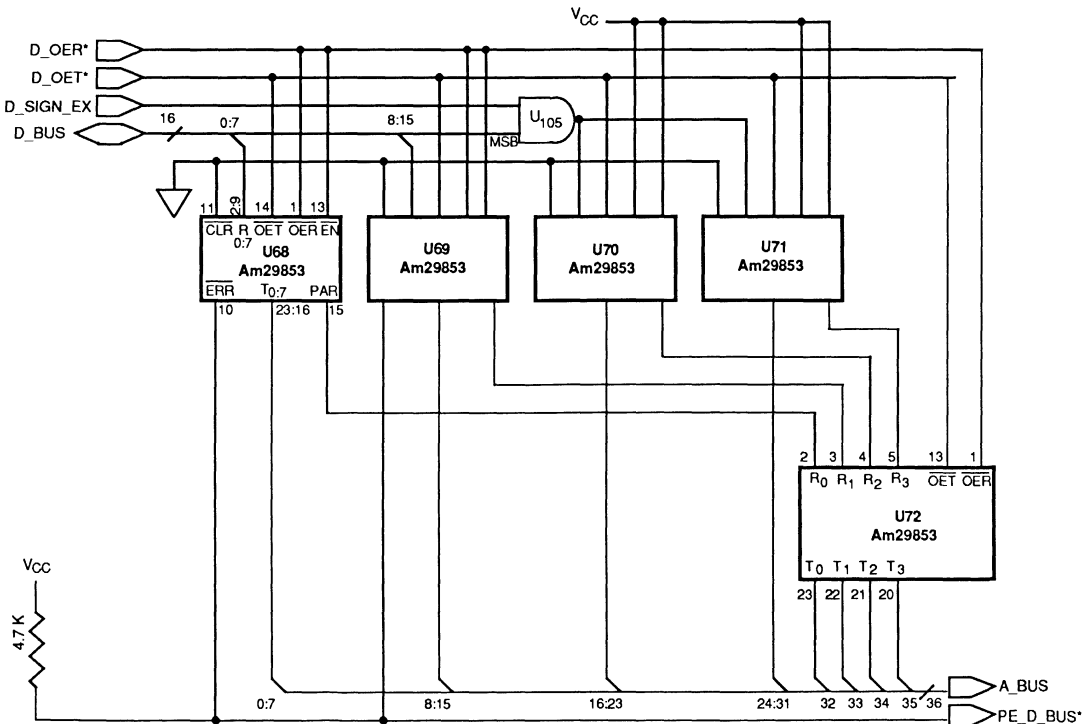 VCC
D_OER*
D_OET*
D_SIGN_EX
D_BUS
16
0:7
8:15
U105
MSB
11 2:9 14 1 13
CLR R OET OER EN
0:7
U68
Am29853
ERR T0:7 PAR
10 23:16 15
U69
Am29853
U70
Am29853
U71
Am29853
2 3 4 5 13 1
R0 R1 R2 R3 OET OER
U72
Am29853
T0 T1 T2 T3
23 22 21 20
VCC
4.7 K
0:7 8:15 16:23 24:31 32 33 34 35 36
A_BUS
PE_D_BUS*